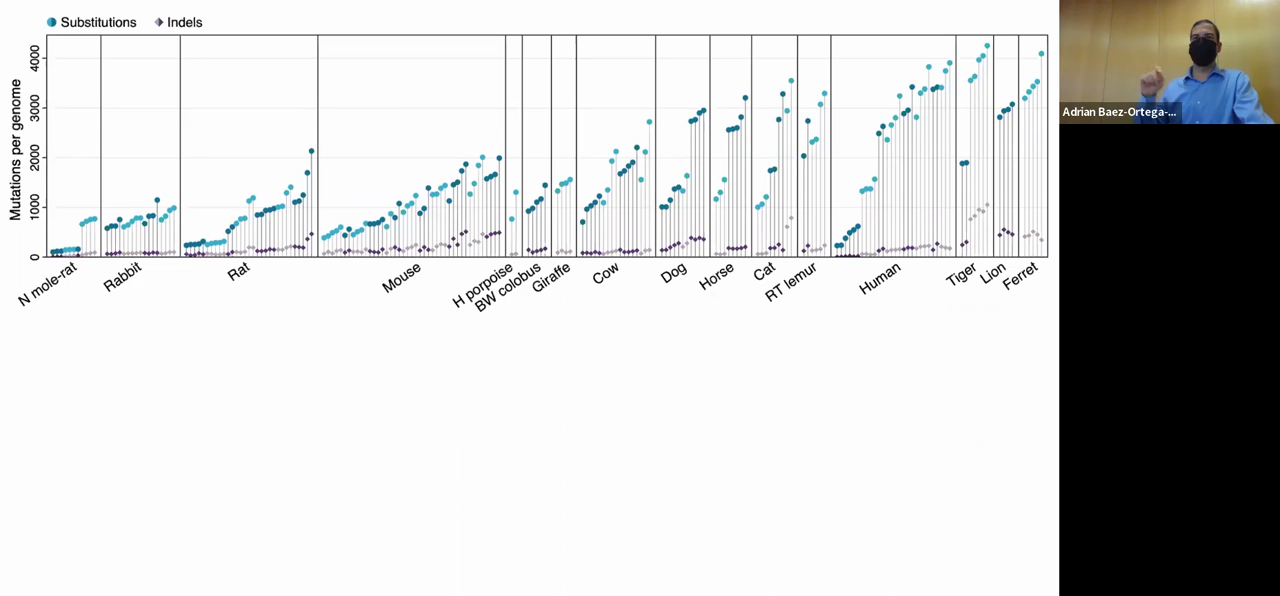 Substitutions Indels
Mutations per genome
4000
3000
2000
1000
0
N mole-rat
Rabbit
Rat
Mouse
H porpoise
BW colobus
Giraffe
Cow
Dog
Horse
Cat
RT lemur
Human
Tiger
Lion
Ferret
Adrian Baez-Ortega-...